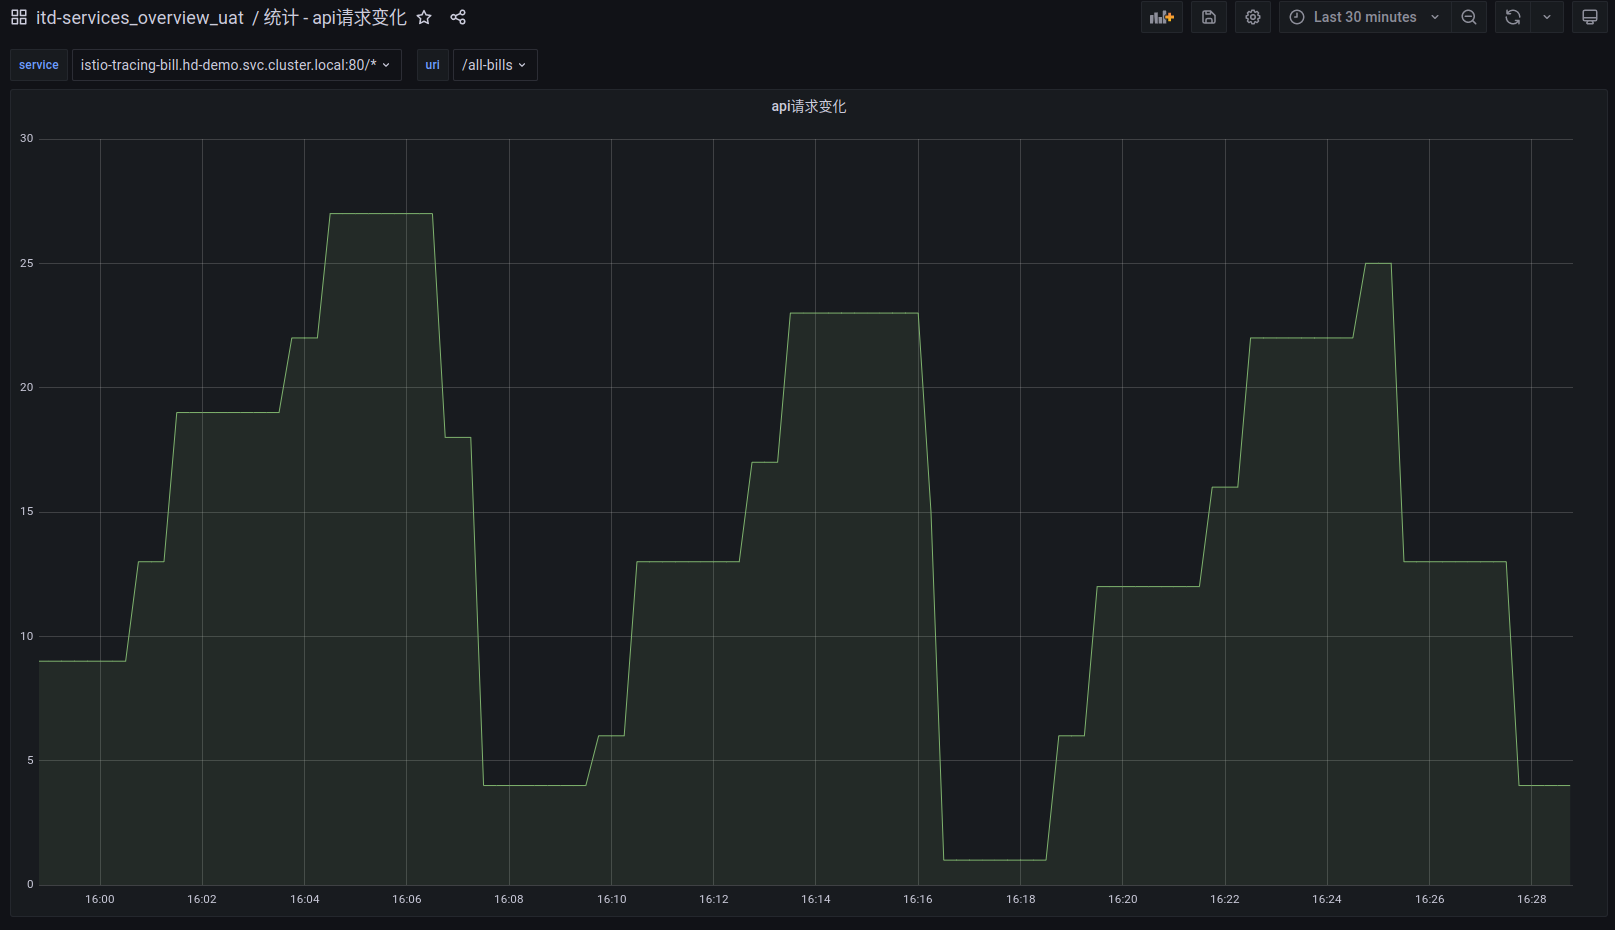 itd-services_overview_uat / 统计 - api请求变化
Last 30 minutes
service istio-tracing-bill.hd-demo.svc.cluster.local:80/* uri /all-bills
api请求变化
30
25
20
15
10
5
0
16:00 16:02 16:04 16:06 16:08 16:10 16:12 16:14 16:16 16:18 16:20 16:22 16:24 16:26 16:28